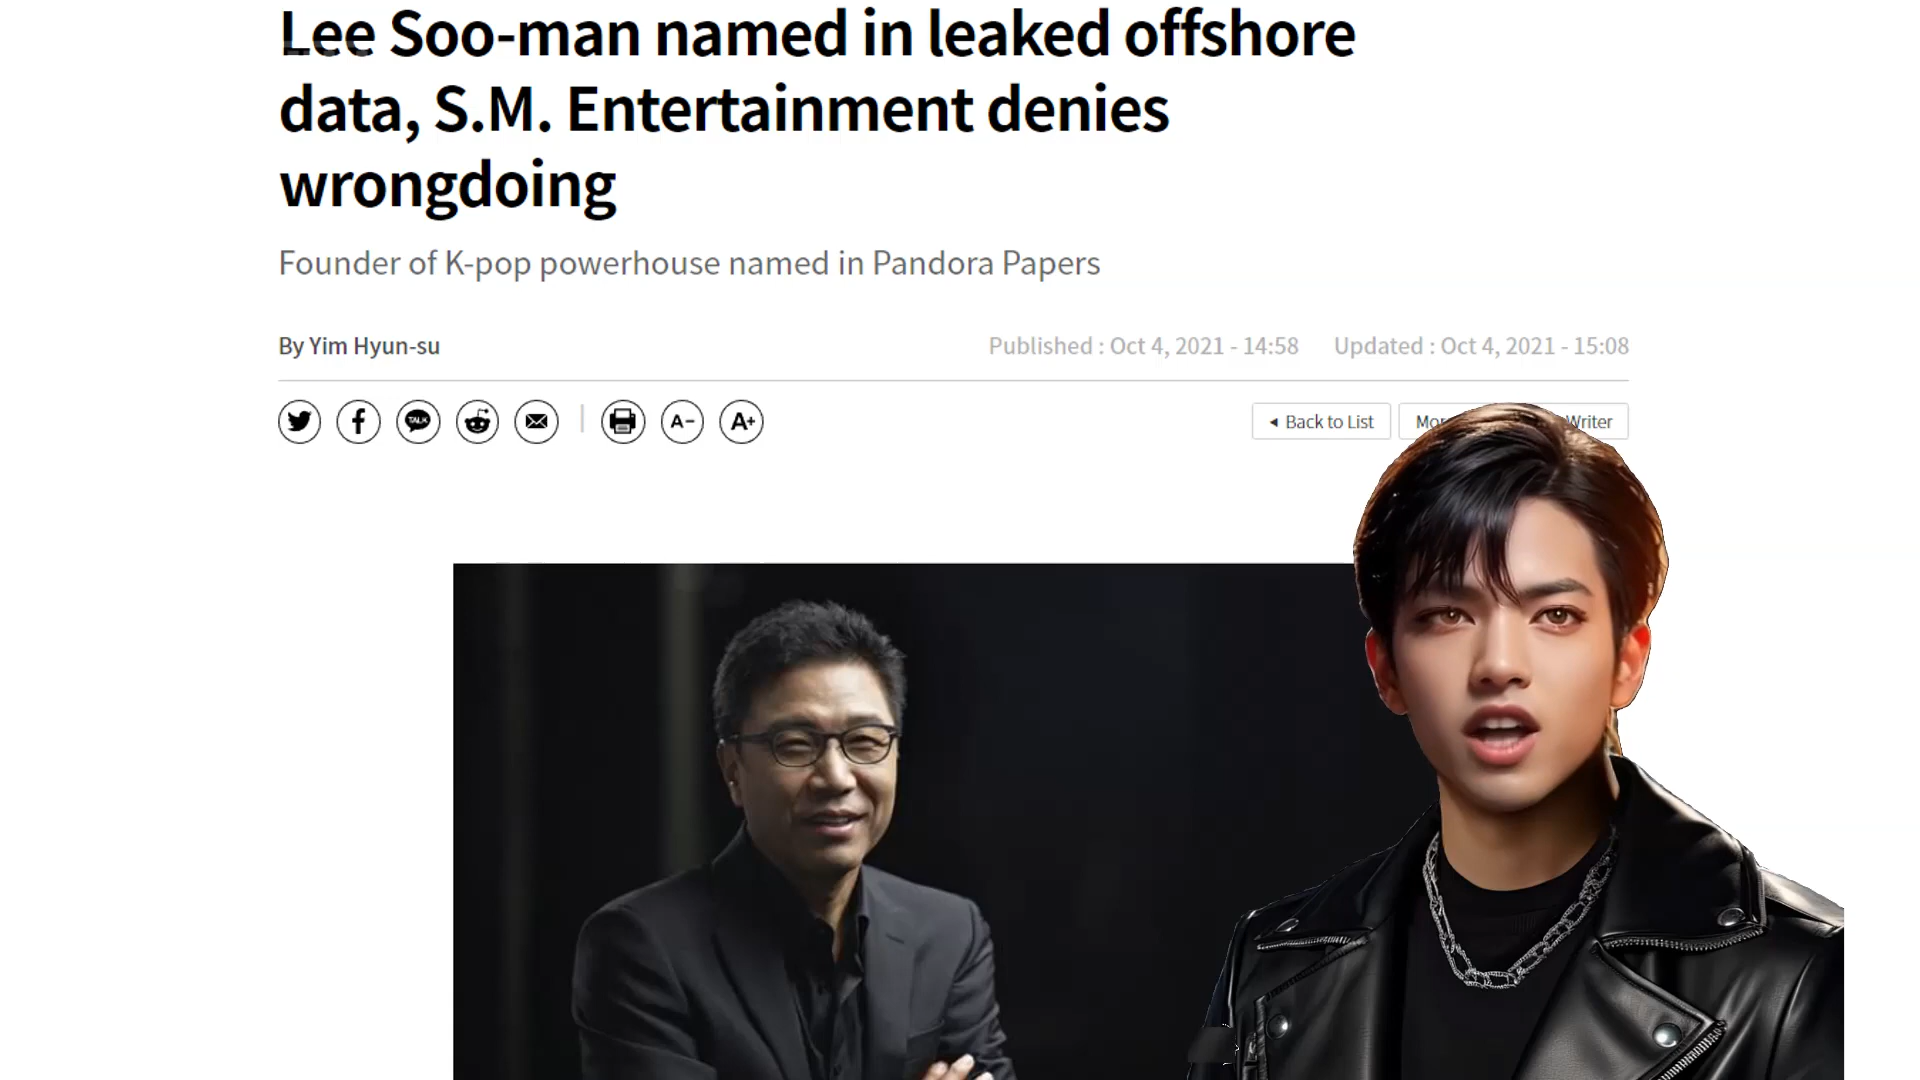 Lee Soo-man named in leaked offshore
data, S.M. Entertainment denies
wrongdoing
Founder of K-pop powerhouse named in Pandora Papers
By Yim Hyun-su
Published : Oct 4, 2021 - 14:58 Updated : Oct 4, 2021 - 15:08
TALK A- A+ ◂ Back to List Writer